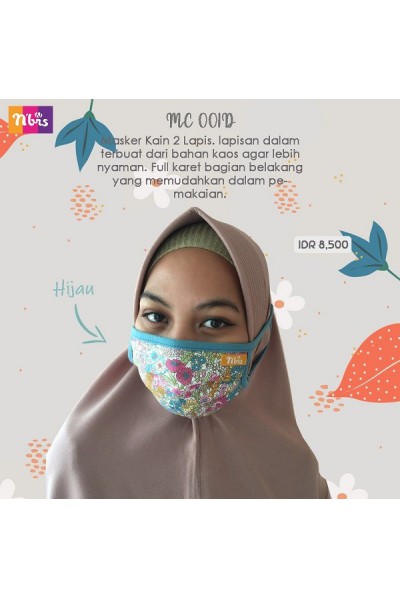 Nbrs
MC 001D
Masker Kain 2 Lapis. lapisan dalam
terbuat dari bahan kaos agar lebih
nyaman. Full karet bagian belakang
yang memudahkan dalam pe-
makaian.
IDR 8,500
Hijau
Nbrs